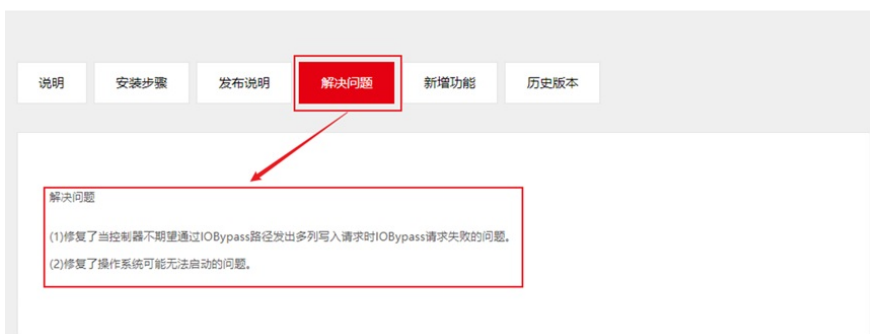 说明 安装步骤 发布说明 解决问题 新增功能 历史版本
解决问题
(1)修复了当控制器不期望通过IOBypass路径发出多列写入请求时IOBypass请求失败的问题。
(2)修复了操作系统可能无法启动的问题。